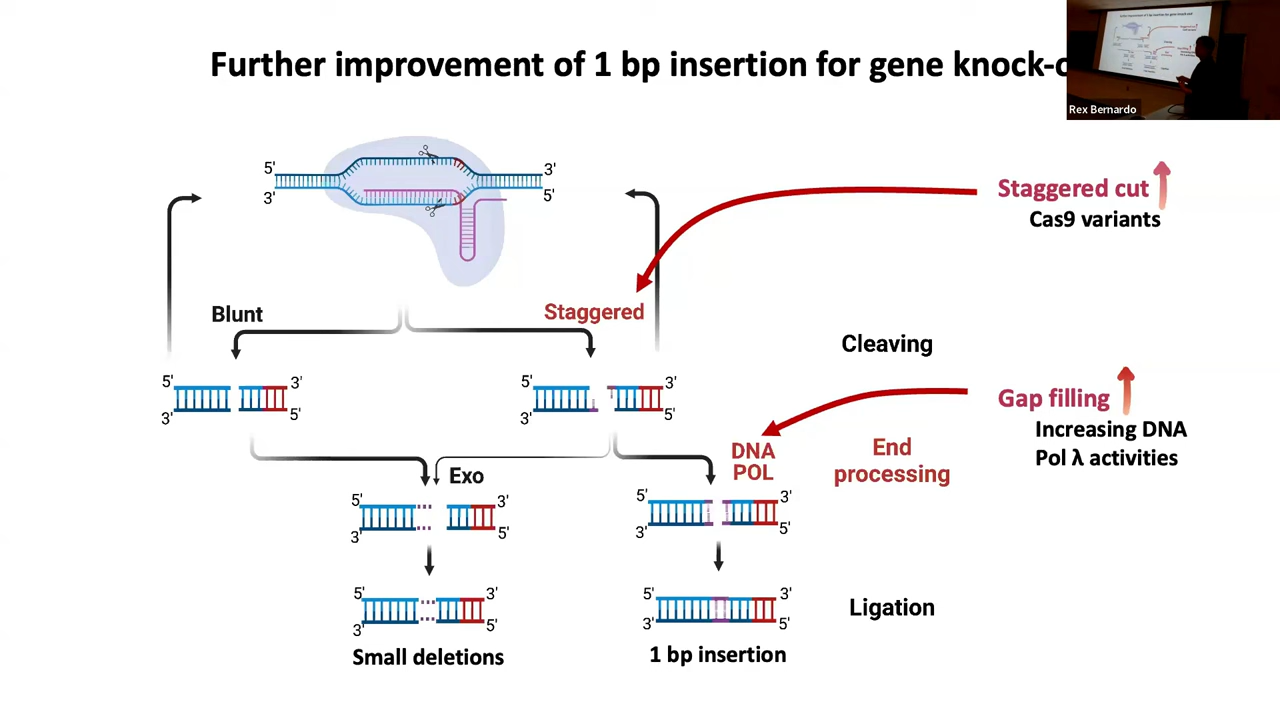 Further improvement of 1 bp insertion for gene knock-
Rex Bernardo
5' 3'
3' 5'
Staggered cut
Cas9 variants
Blunt
Staggered
Cleaving
5' 3'
3' 5'
5' 3'
3' 5'
Gap filling
Increasing DNA
Pol λ activities
DNA
POL
End
processing
Exo
5' 3'
3' 5'
5' 3'
3' 5'
5' 3'
3' 5'
5' 3'
3' 5'
Ligation
Small deletions
1 bp insertion